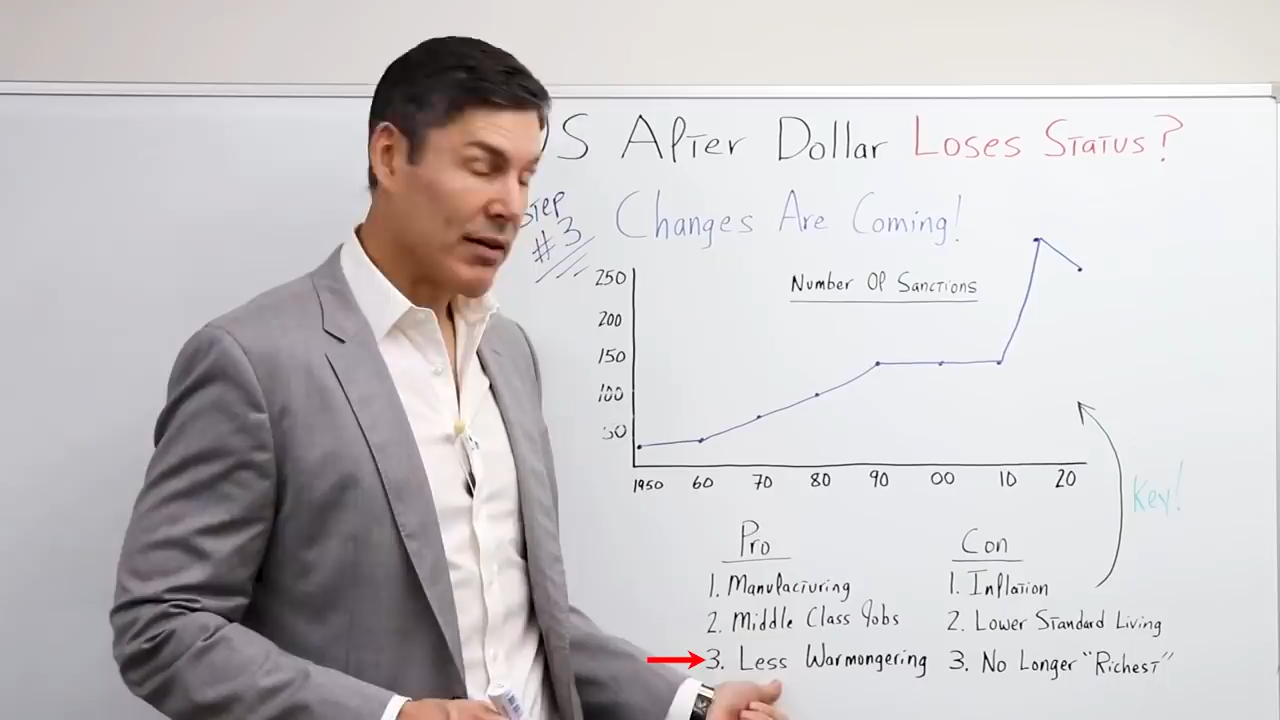 US After Dollar Loses Status?
Step
#3
Changes Are Coming!
Number Of Sanctions
250
200
150
100
50
1950 60 70 80 90 00 10 20
Key!
Pro
1. Manufacturing
2. Middle Class Jobs
3. Less Warmongering
Con
1. Inflation
2. Lower Standard Living
3. No Longer "Richest"